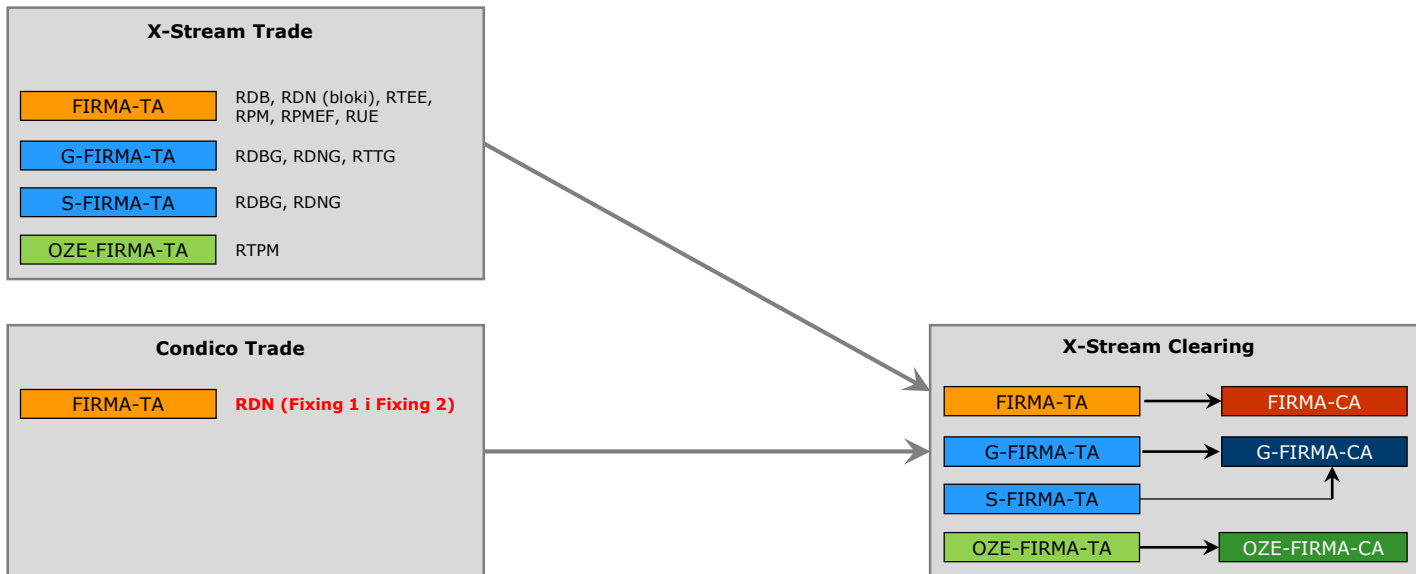 X-Stream Trade
FIRMA-TA
RDB, RDN (bloki), RTEE,
RPM, RPMEF, RUE
G-FIRMA-TA
RDBG, RDNG, RTTG
S-FIRMA-TA
RDBG, RDNG
OZE-FIRMA-TA
RTPM
Condico Trade
FIRMA-TA
RDN (Fixing 1 i Fixing 2)
X-Stream Clearing
FIRMA-TA
FIRMA-CA
G-FIRMA-TA
G-FIRMA-CA
S-FIRMA-TA
OZE-FIRMA-TA
OZE-FIRMA-CA